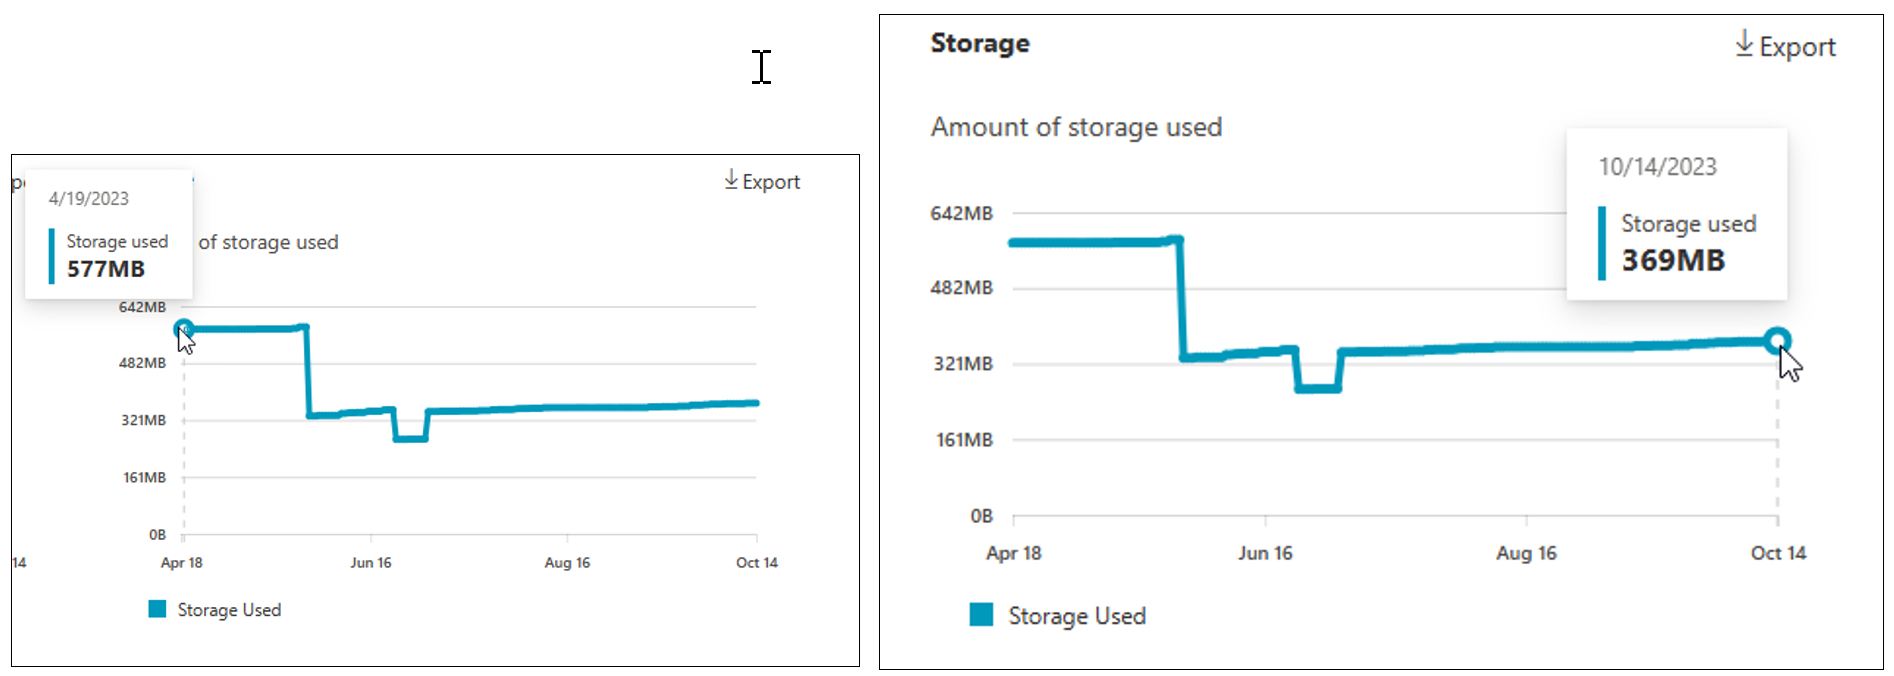 4/19/2023
Export
Storage used
577MB
of storage used
642MB
482MB
321MB
161MB
0B
14
Apr 18
Jun 16
Aug 16
Oct 14
Storage Used
Storage
Export
Amount of storage used
10/14/2023
Storage used
369MB
642MB
482MB
321MB
161MB
0B
Apr 18
Jun 16
Aug 16
Oct 14
Storage Used